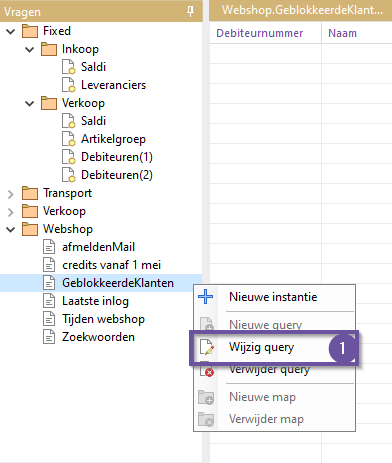 Vragen
Fixed
Inkoop
Saldi
Leveranciers
Verkoop
Saldi
Artikelgroep
Debiteuren(1)
Debiteuren(2)
Transport
Verkoop
Webshop
afmeldenMail
credits vanaf 1 mei
GeblokkeerdeKlanten
Laatste inlog
Tijden webshop
Zoekwoorden
Webshop.GeblokkeerdeKlant...
Debiteurnummer Naam
Nieuwe instantie
Nieuwe query
Wijzig query 1
Verwijder query
Nieuwe map
Verwijder map